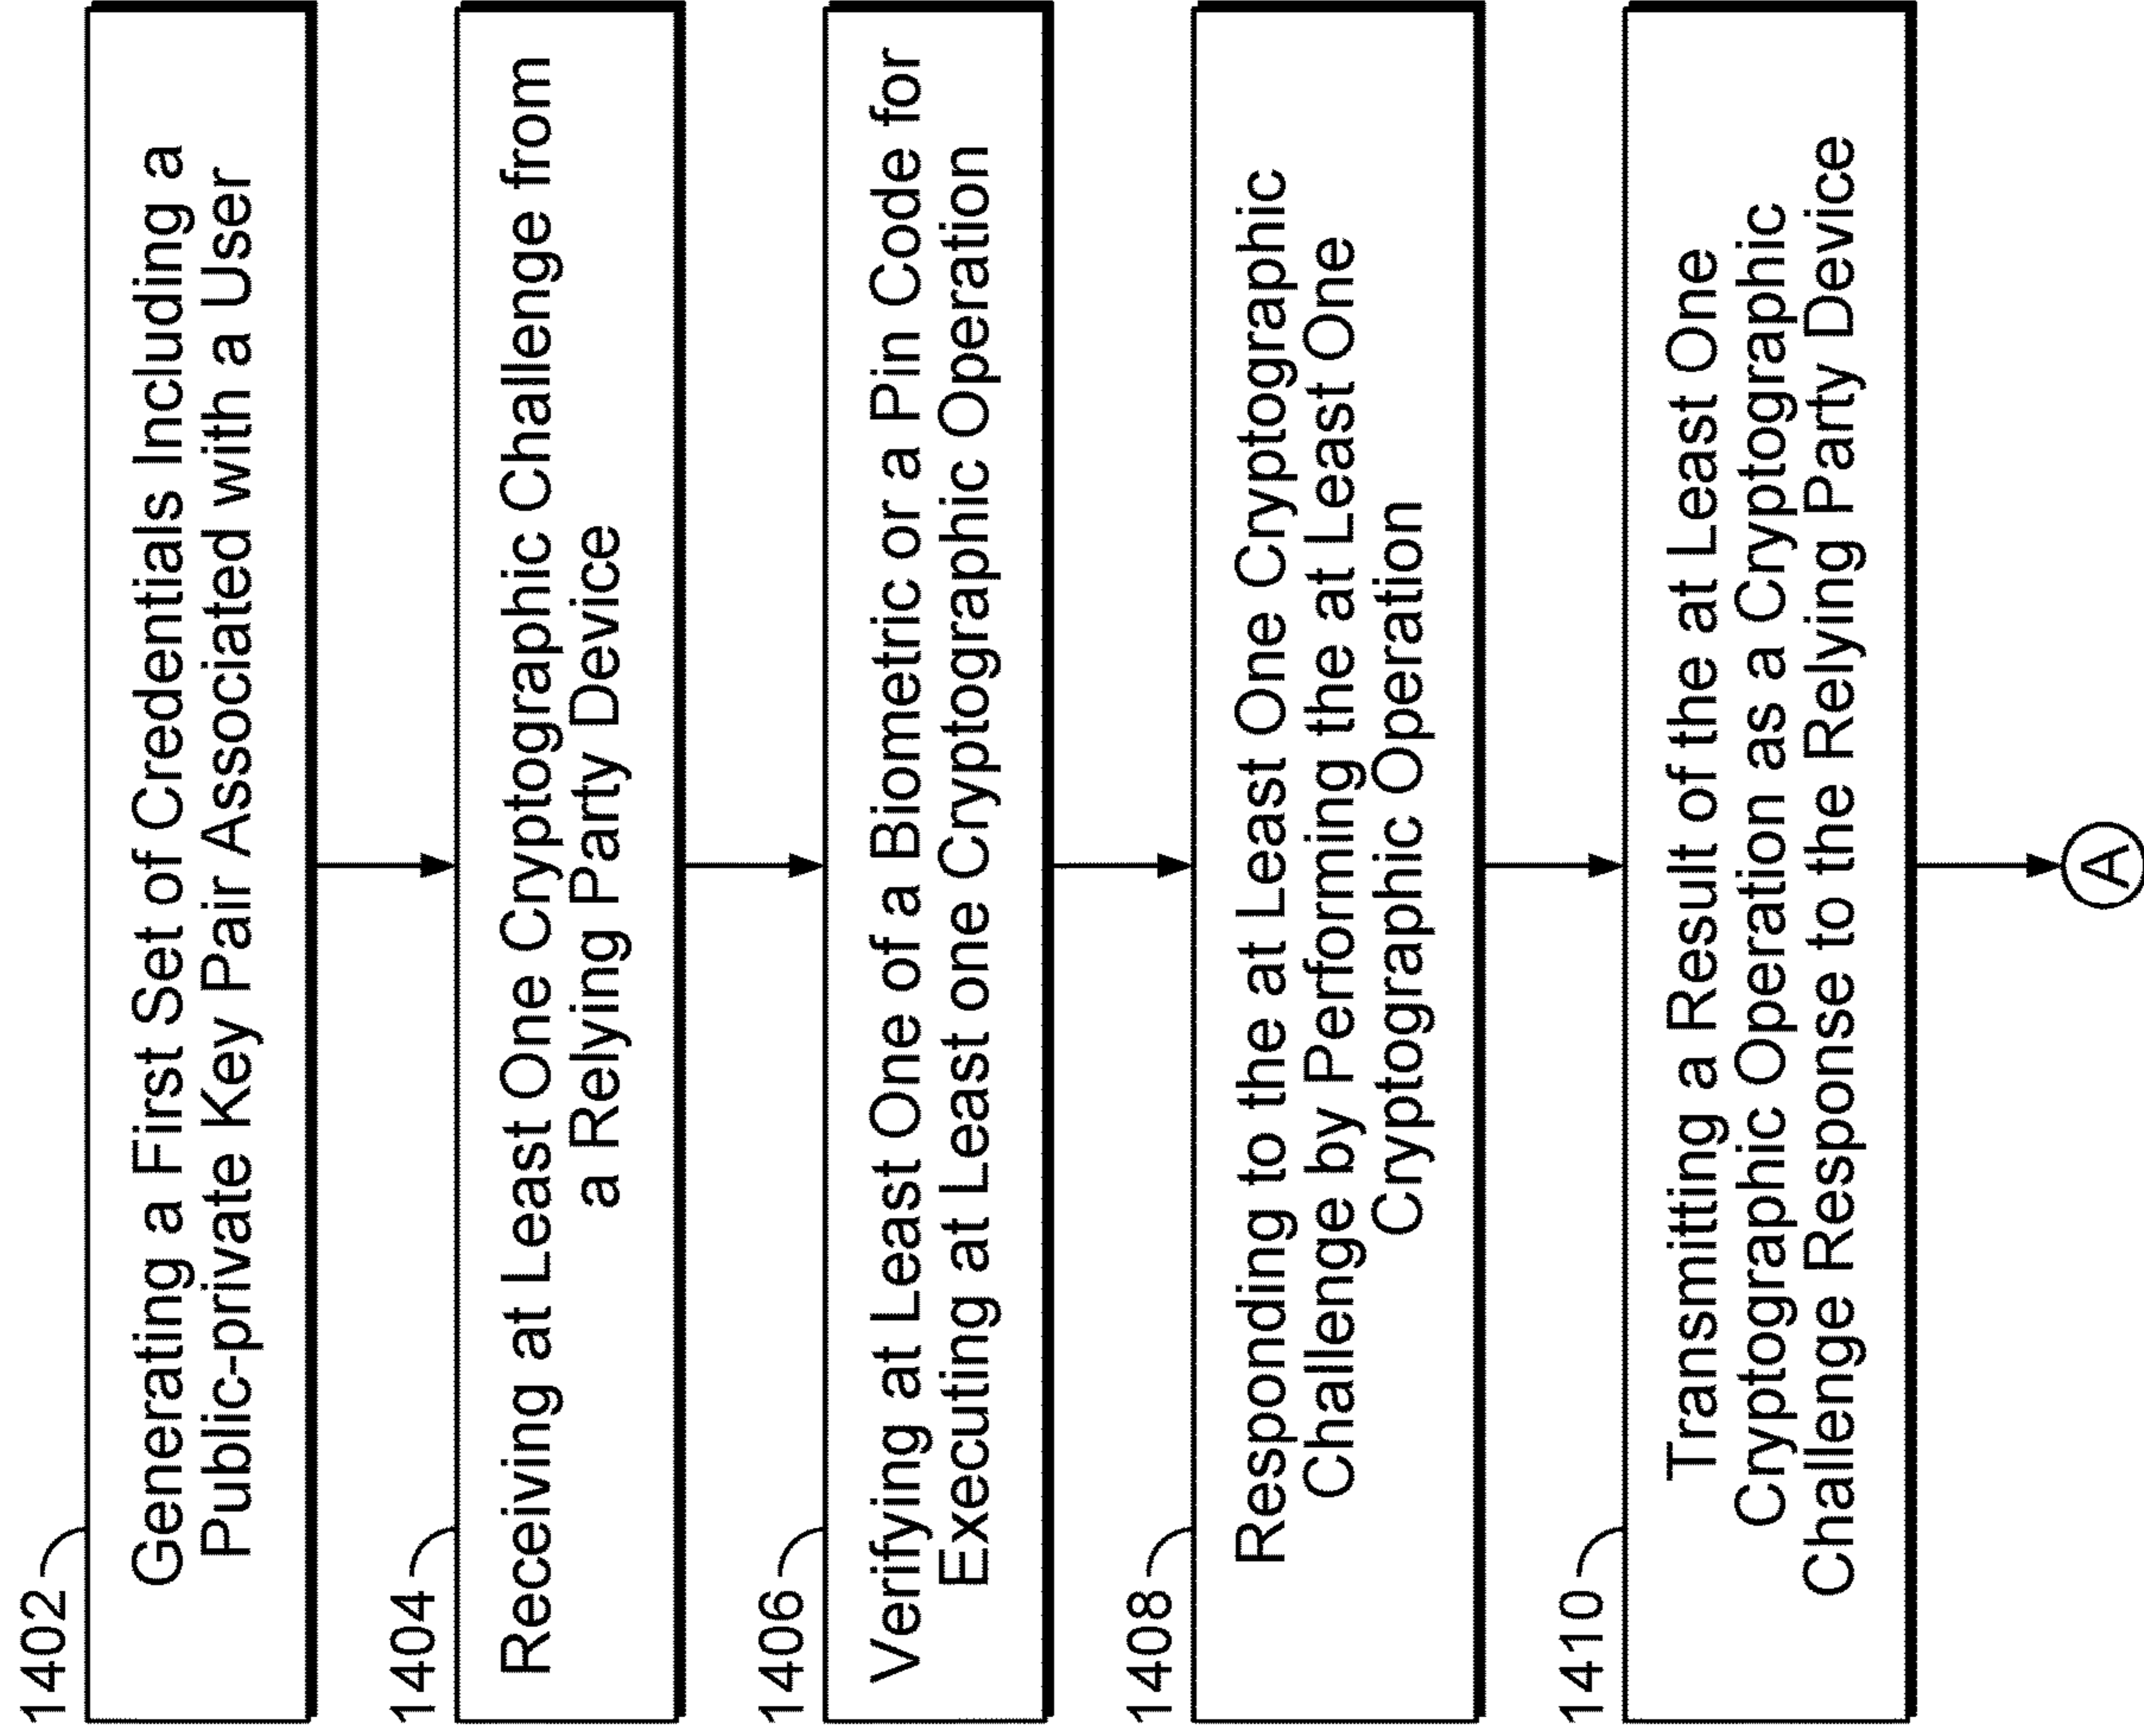 1402
Generating a First Set of Credentials Including a
Public-private Key Pair Associated with a User
1404
Receiving at Least One Cryptographic Challenge from
a Relying Party Device
1406
Verifying at Least One of a Biometric or a Pin Code for
Executing at Least one Cryptographic Operation
1408
Responding to the at Least One Cryptographic
Challenge by Performing the at Least One
Cryptographic Operation
1410
Transmitting a Result of the at Least One
Cryptographic Operation as a Cryptographic
Challenge Response to the Relying Party Device
A